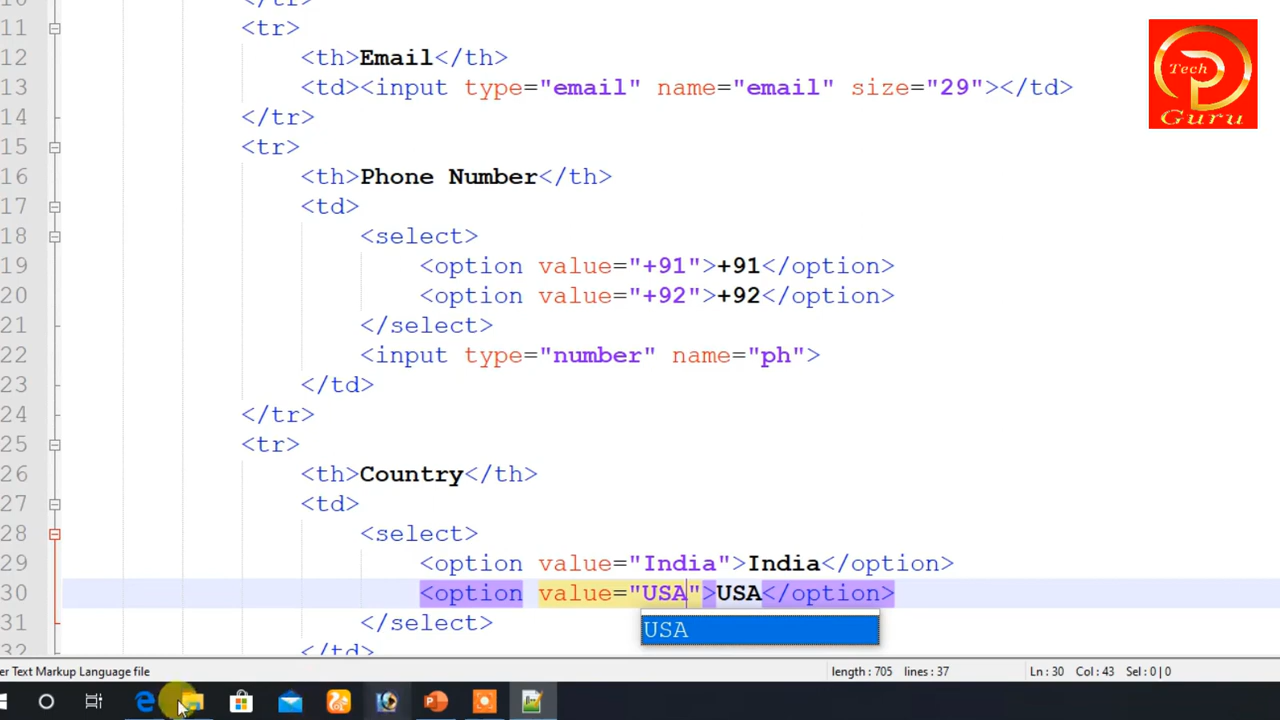 10 </tr>
11 <tr>
12 <th>Email</th>
13 <td><input type="email" name="email" size="29"></td>
14 </tr>
15 <tr>
16 <th>Phone Number</th>
17 <td>
18 <select>
19 <option value="+91">+91</option>
20 <option value="+92">+92</option>
21 </select>
22 <input type="number" name="ph">
23 </td>
24 </tr>
25 <tr>
26 <th>Country</th>
27 <td>
28 <select>
29 <option value="India">India</option>
30 <option value="USA">USA</option>
31 </select>
USA
32 </td>
er Text Markup Language file length : 705 lines : 37 Ln : 30 Col : 43 Sel : 0 | 0
Tech
Guru